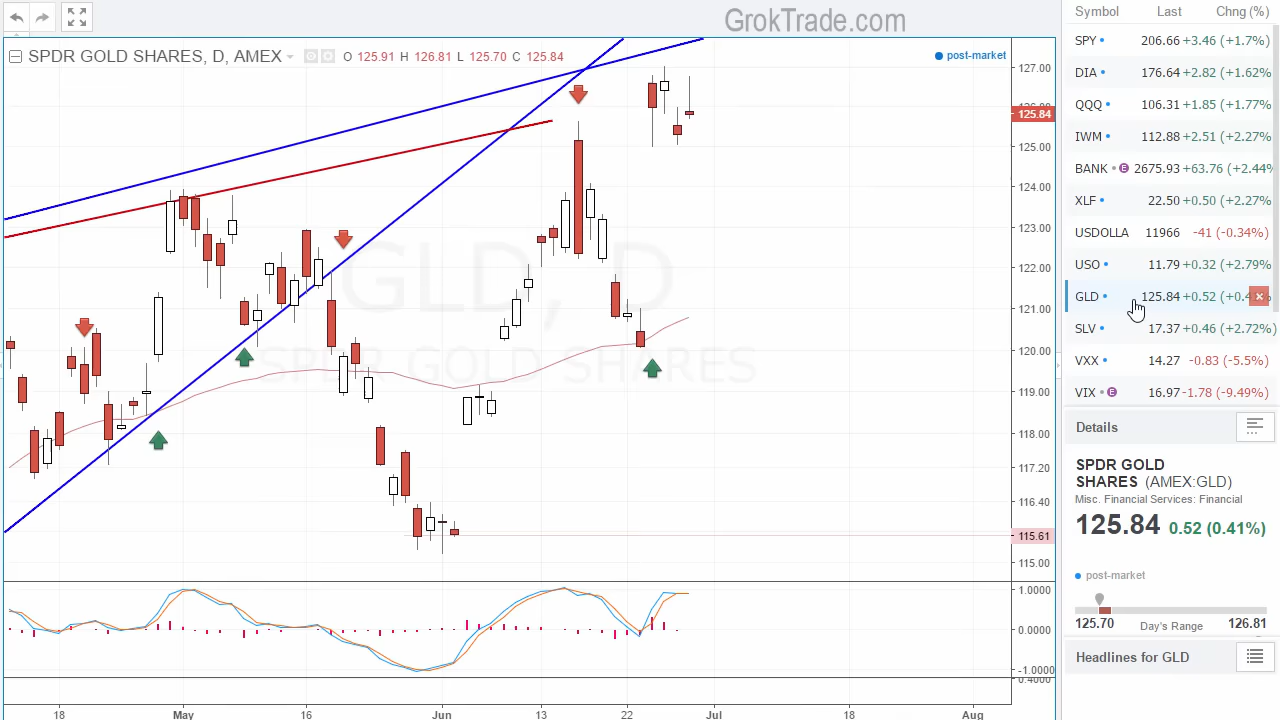 GrokTrade.com
SPDR GOLD SHARES, D, AMEX O 125.91 H 126.81 L 125.70 C 125.84
post-market
GLD, D
SPDR GOLD SHARES
127.00
125.84
125.00
124.00
123.00
122.00
121.00
120.00
119.00
118.00
117.20
116.40
115.61
115.00
1.0000
0.0000
-1.0000
0.4000
18 May 16 Jun 13 22 Jul 18 Aug
Symbol Last Chng (%)
SPY 206.66 +3.46 (+1.7%)
DIA 176.64 +2.82 (+1.62%)
QQQ 106.31 +1.85 (+1.77%)
IWM 112.88 +2.51 (+2.27%)
BANK E 2675.93 +63.76 (+2.44%
XLF 22.50 +0.50 (+2.27%)
USDOLLA 11966 -41 (-0.34%)
USO 11.79 +0.32 (+2.79%)
GLD 125.84 +0.52
SLV 17.37 +0.46 (+2.72%)
VXX 14.27 -0.83 (-5.5%)
VIX E 16.97 -1.78 (-9.49%)
Details
SPDR GOLD
SHARES (AMEX:GLD)
Misc. Financial Services: Financial
125.84 0.52 (0.41%)
post-market
125.70 Day's Range 126.81
Headlines for GLD